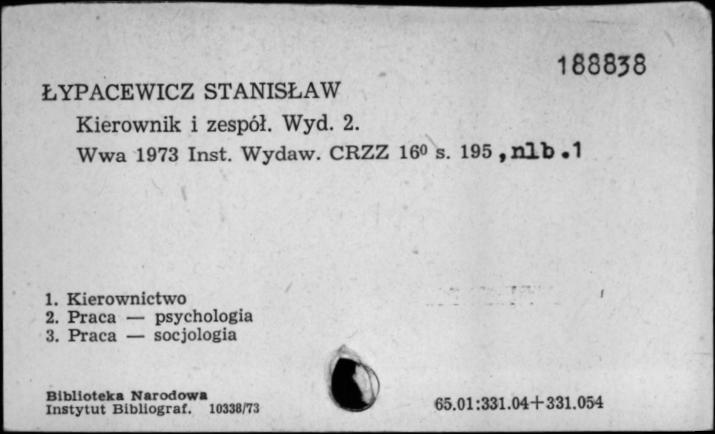 188838
ŁYPACEWICZ STANISŁAW
Kierownik i zespół. Wyd. 2.
Wwa 1973 Inst. Wydaw. CRZZ 16⁰ s. 195 , nlb . 1
1. Kierownictwo
2. Praca — psychologia
3. Praca — socjologia
Biblioteka Narodowa
Instytut Bibliograf. 10338/73
65.01:331.04+331.054